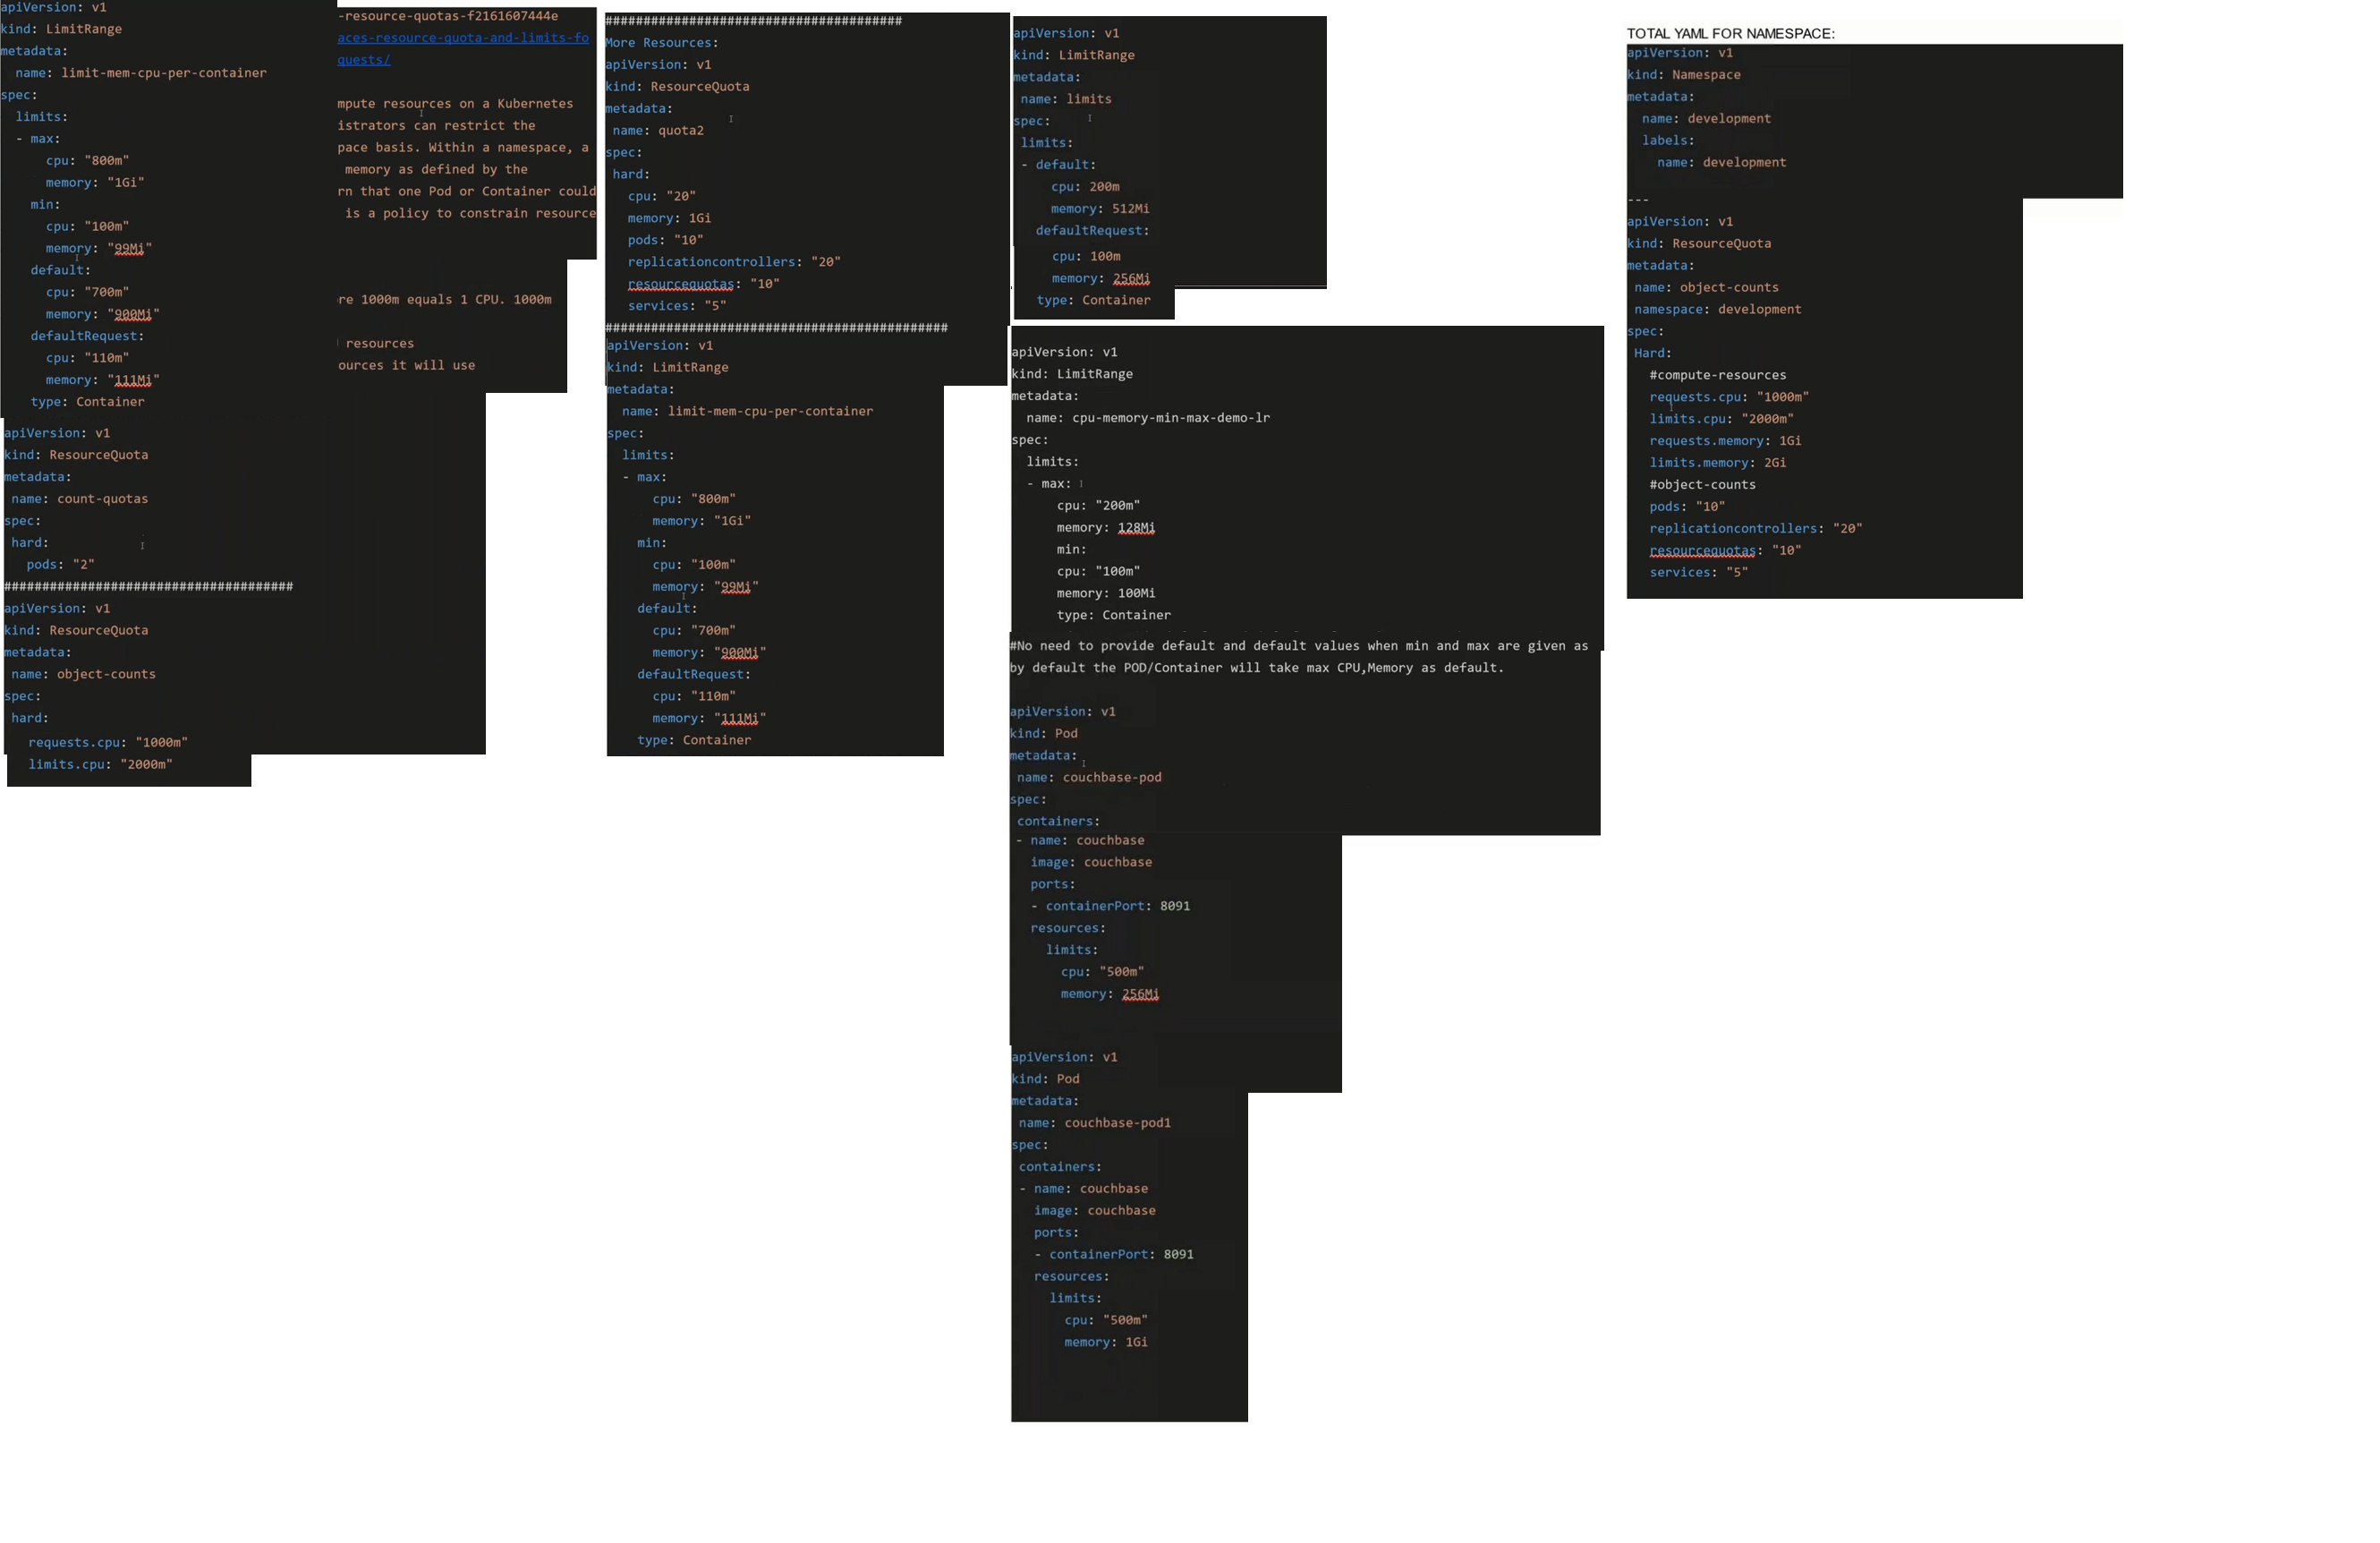 apiVersion: v1
kind: LimitRange
metadata:
  name: limit-mem-cpu-per-container
spec:
  limits:
  - max:
      cpu: "800m"
      memory: "1Gi"
    min:
      cpu: "100m"
      memory: "99Mi"
    default:
      cpu: "700m"
      memory: "900Mi"
    defaultRequest:
      cpu: "110m"
      memory: "111Mi"
    type: Container
apiVersion: v1
kind: ResourceQuota
metadata:
 name: count-quotas
spec:
 hard:
   pods: "2"
######################################
apiVersion: v1
kind: ResourceQuota
metadata:
 name: object-counts
spec:
 hard:
   requests.cpu: "1000m"
   limits.cpu: "2000m"
-resource-quotas-f2161607444e
aces-resource-quota-and-limits-fo
quests/
mpute resources on a Kubernetes
istrators can restrict the
pace basis. Within a namespace, a
memory as defined by the
rn that one Pod or Container could
is a policy to constrain resource
re 1000m equals 1 CPU. 1000m
resources
ources it will use
#######################################
More Resources:
apiVersion: v1
kind: ResourceQuota
metadata:
 name: quota2
spec:
 hard:
   cpu: "20"
   memory: 1Gi
   pods: "10"
   replicationcontrollers: "20"
   resourcequotas: "10"
   services: "5"
#############################################
apiVersion: v1
kind: LimitRange
metadata:
  name: limit-mem-cpu-per-container
spec:
  limits:
  - max:
      cpu: "800m"
      memory: "1Gi"
    min:
      cpu: "100m"
      memory: "99Mi"
    default:
      cpu: "700m"
      memory: "900Mi"
    defaultRequest:
      cpu: "110m"
      memory: "111Mi"
    type: Container
apiVersion: v1
kind: LimitRange
metadata:
 name: limits
spec:
 limits:
 - default:
     cpu: 200m
     memory: 512Mi
   defaultRequest:
     cpu: 100m
     memory: 256Mi
   type: Container
apiVersion: v1
kind: LimitRange
metadata:
  name: cpu-memory-min-max-demo-lr
spec:
  limits:
  - max:
      cpu: "200m"
      memory: 128Mi
      min:
      cpu: "100m"
      memory: 100Mi
      type: Container
#No need to provide default and default values when min and max are given as
by default the POD/Container will take max CPU,Memory as default.
apiVersion: v1
kind: Pod
metadata:
 name: couchbase-pod
spec:
 containers:
 - name: couchbase
   image: couchbase
   ports:
   - containerPort: 8091
   resources:
     limits:
       cpu: "500m"
       memory: 256Mi
apiVersion: v1
kind: Pod
metadata:
 name: couchbase-pod1
spec:
 containers:
 - name: couchbase
   image: couchbase
   ports:
   - containerPort: 8091
   resources:
     limits:
       cpu: "500m"
       memory: 1Gi
TOTAL YAML FOR NAMESPACE:
apiVersion: v1
kind: Namespace
metadata:
  name: development
  labels:
    name: development
---
apiVersion: v1
kind: ResourceQuota
metadata:
 name: object-counts
 namespace: development
spec:
 Hard:
   #compute-resources
   requests.cpu: "1000m"
   limits.cpu: "2000m"
   requests.memory: 1Gi
   limits.memory: 2Gi
   #object-counts
   pods: "10"
   replicationcontrollers: "20"
   resourcequotas: "10"
   services: "5"